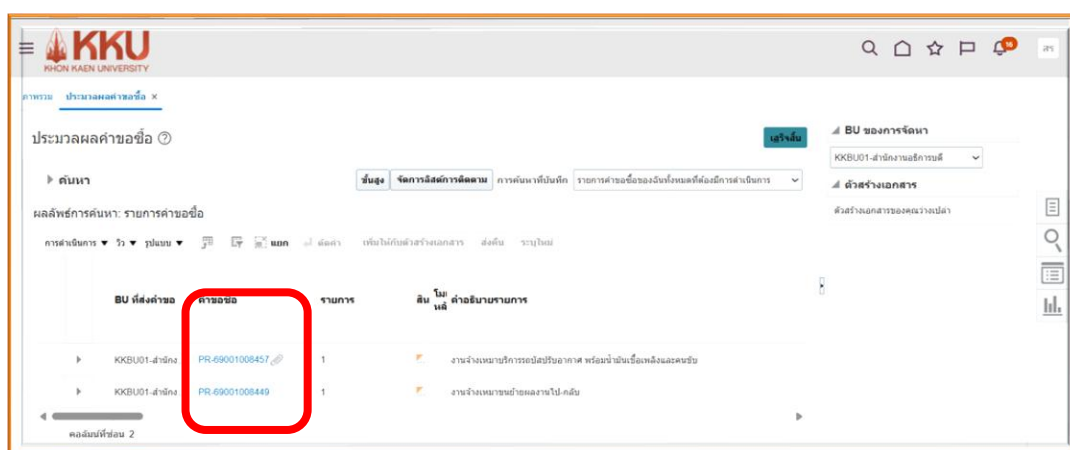 KKU
KHON KAEN UNIVERSITY
16
สร
ภาพรวม ประมวลผลคำขอซื้อ ×
ประมวลผลคำขอซื้อ
เสร็จสิ้น
BU ของการจัดหา
KKBU01-สำนักงานอธิการบดี
ค้นหา
ขั้นสูง จัดการลิสต์การติดตาม การค้นหาที่บันทึก รายการคำขอซื้อของฉันทั้งหมดที่ต้องมีการดำเนินการ
ตัวสร้างเอกสาร
ตัวสร้างเอกสารของคุณว่างเปล่า
ผลลัพธ์การค้นหา: รายการคำขอซื้อ
การดำเนินการ ▼ วิว ▼ รูปแบบ ▼ แยก ตัดคำ เพิ่มให้กับตัวสร้างเอกสาร ส่งคืน ระบุใหม่
BU ที่ส่งคำขอ คำขอซื้อ รายการ สิน คำอธิบายรายการ
KKBU01-สำนักง PR-69001008457 1 งานจ้างเหมาบริการรถบัสปรับอากาศ พร้อมน้ำมันเชื้อเพลิงและคนขับ
KKBU01-สำนักง PR-69001008449 1 งานจ้างเหมาขนย้ายผลงานไป-กลับ
คอลัมน์ที่ซ่อน 2